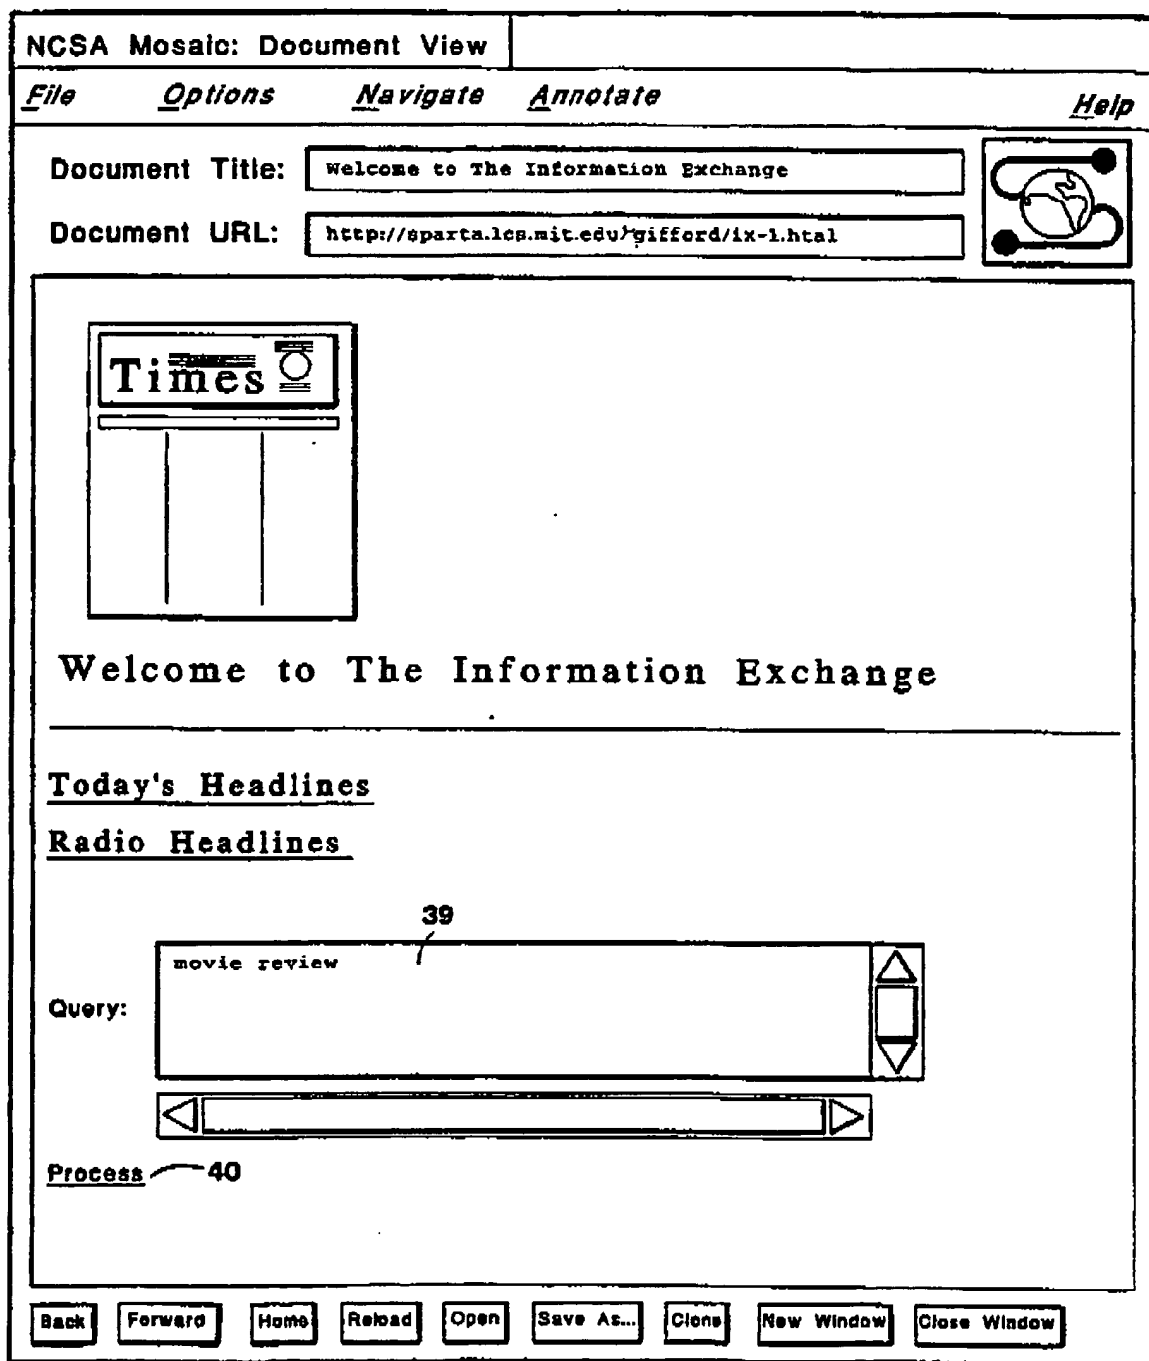 NCSA Mosaic: Document View
File Options Navigate Annotate Help
Document Title: Welcome to The Information Exchange
Document URL: http://sparta.lcs.mit.edu/~gifford/ix-1.html
Times
Welcome to The Information Exchange
Today's Headlines
Radio Headlines
39
movie review
Query:
Process 40
Back Forward Home Reload Open Save As... Clone New Window Close Window